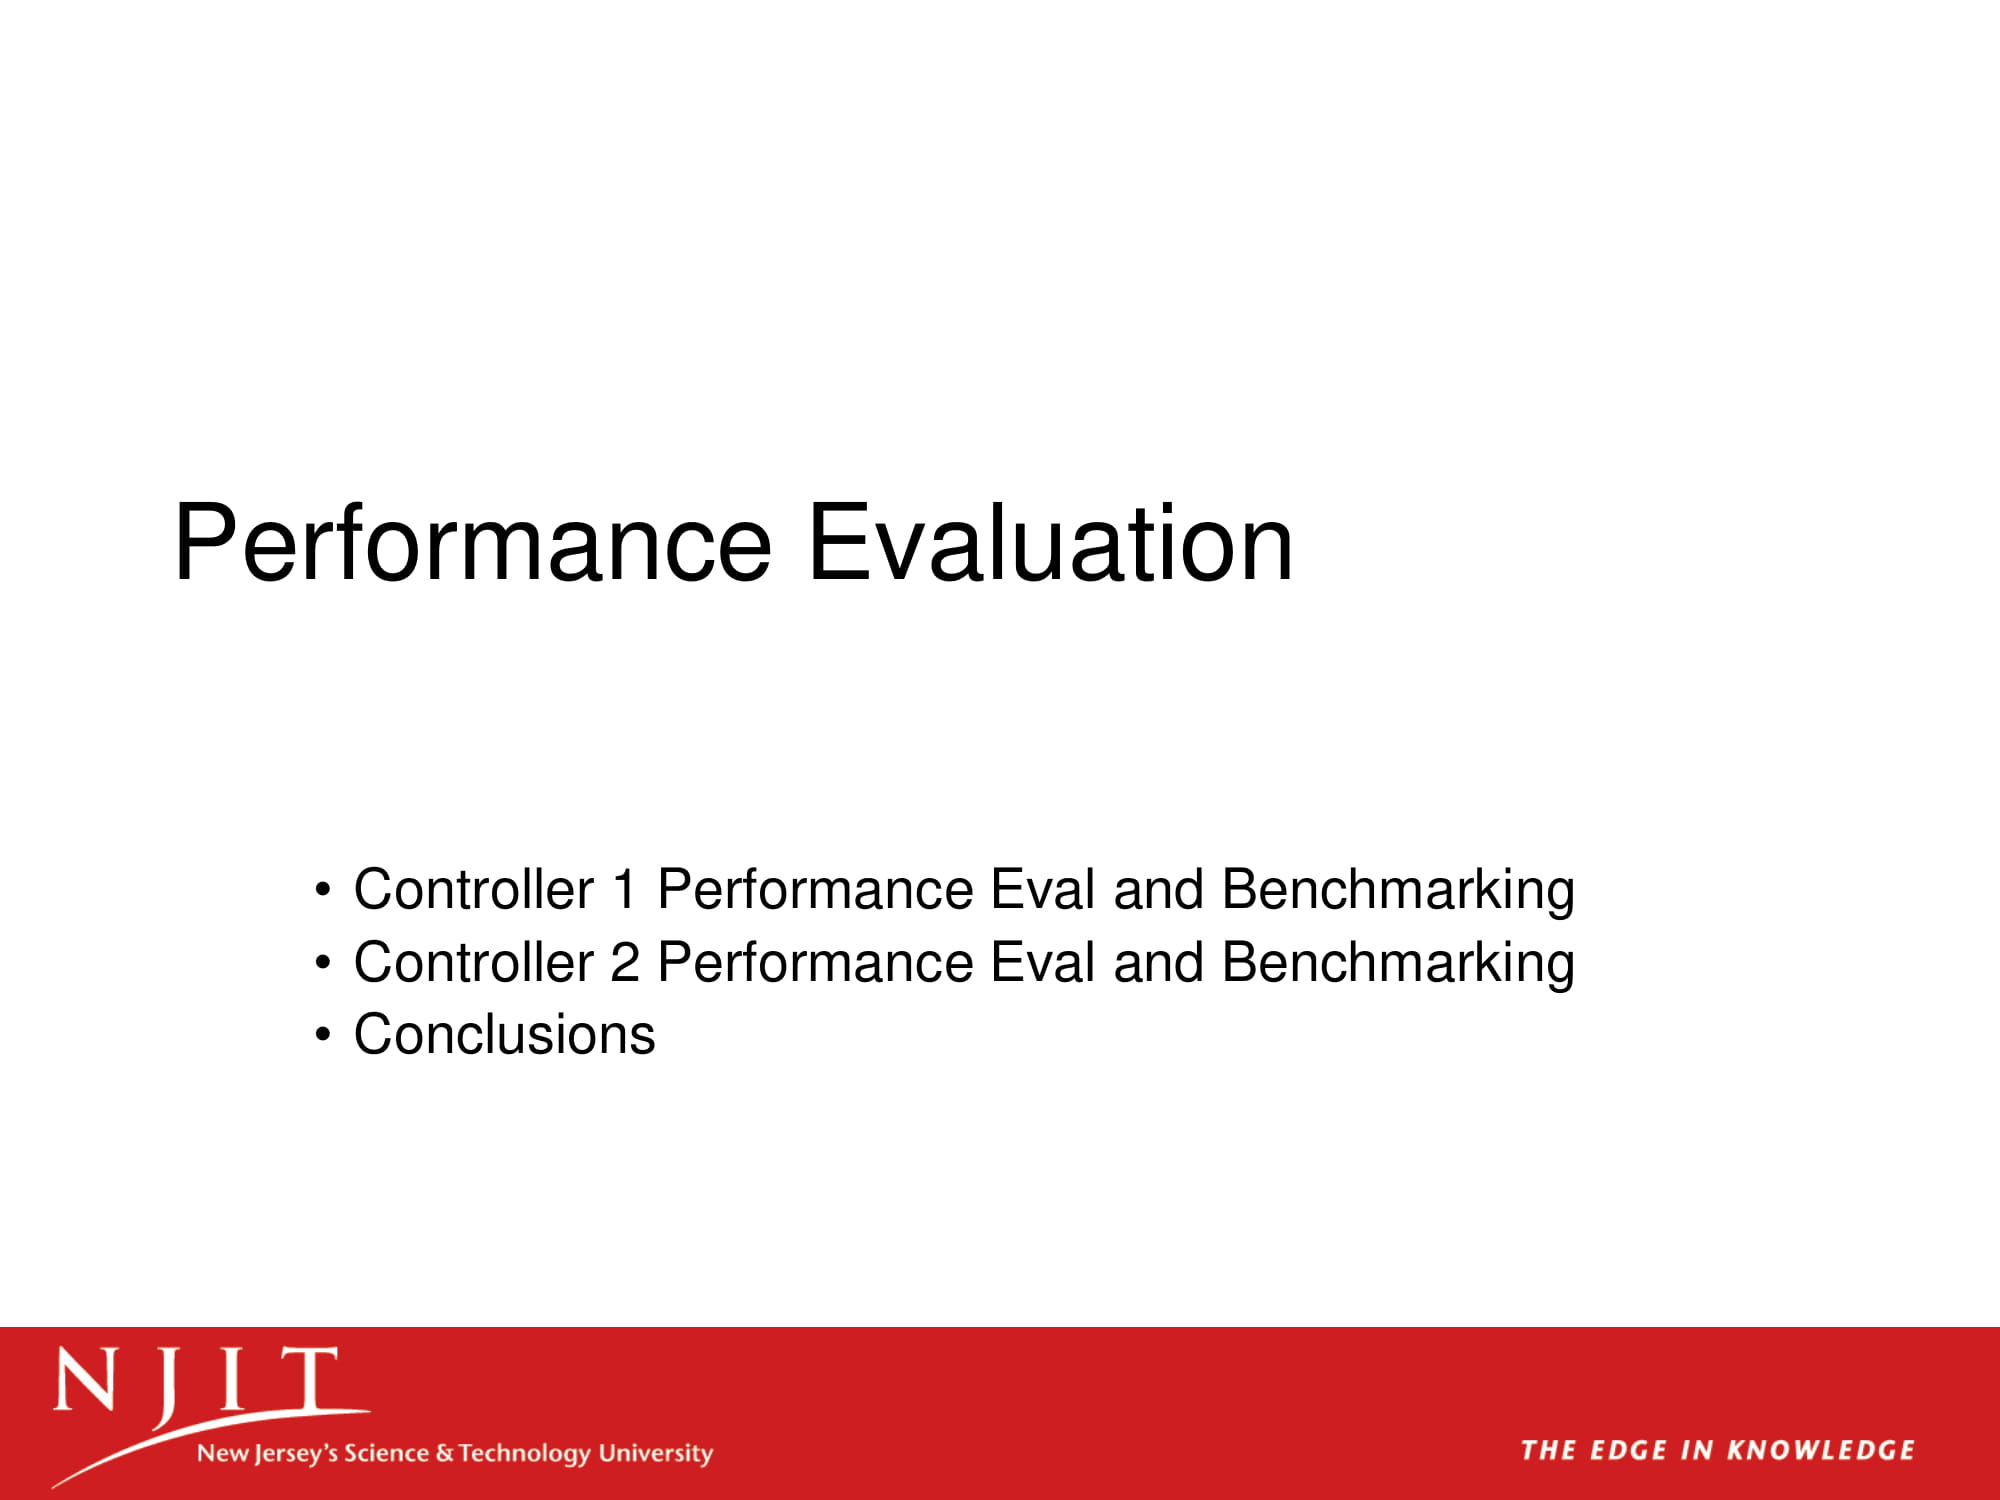 Performance Evaluation
• Controller 1 Performance Eval and Benchmarking
• Controller 2 Performance Eval and Benchmarking
• Conclusions
NJIT
New Jersey's Science & Technology University
THE EDGE IN KNOWLEDGE